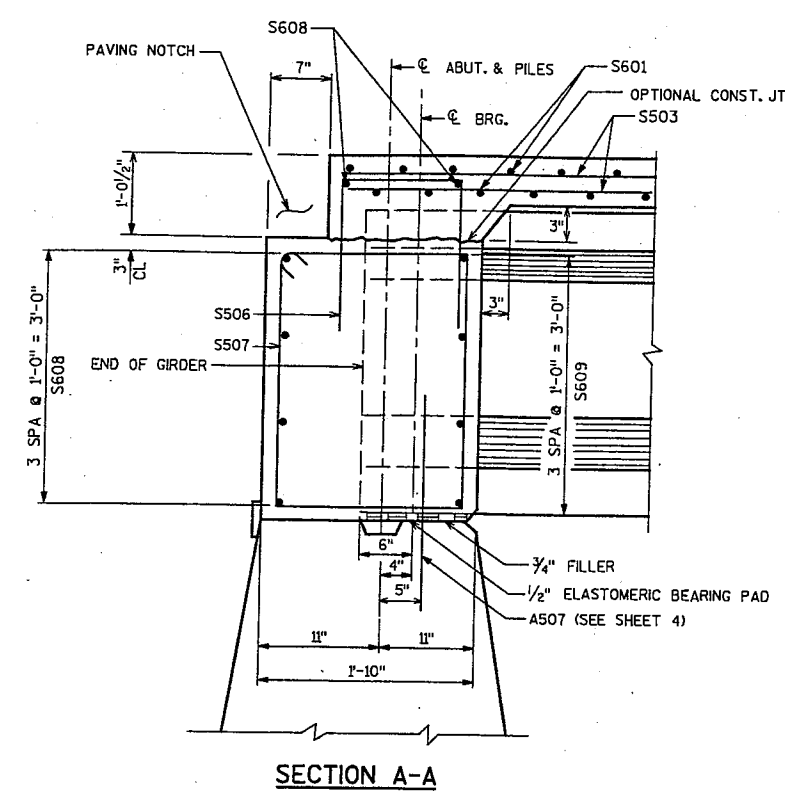 S608
PAVING NOTCH
7"
℄ ABUT. & PILES
S601
OPTIONAL CONST. JT
℄ BRG.
S503
1'-0½"
3"
3"
CL
3"
S506
S507
END OF GIRDER
3 SPA @ 1'-0" = 3'-0"
S608
3 SPA @ 1'-0" = 3'-0"
S609
6"
4"
5"
¾" FILLER
½" ELASTOMERIC BEARING PAD
A507 (SEE SHEET 4)
11"
11"
1'-10"
SECTION A-A